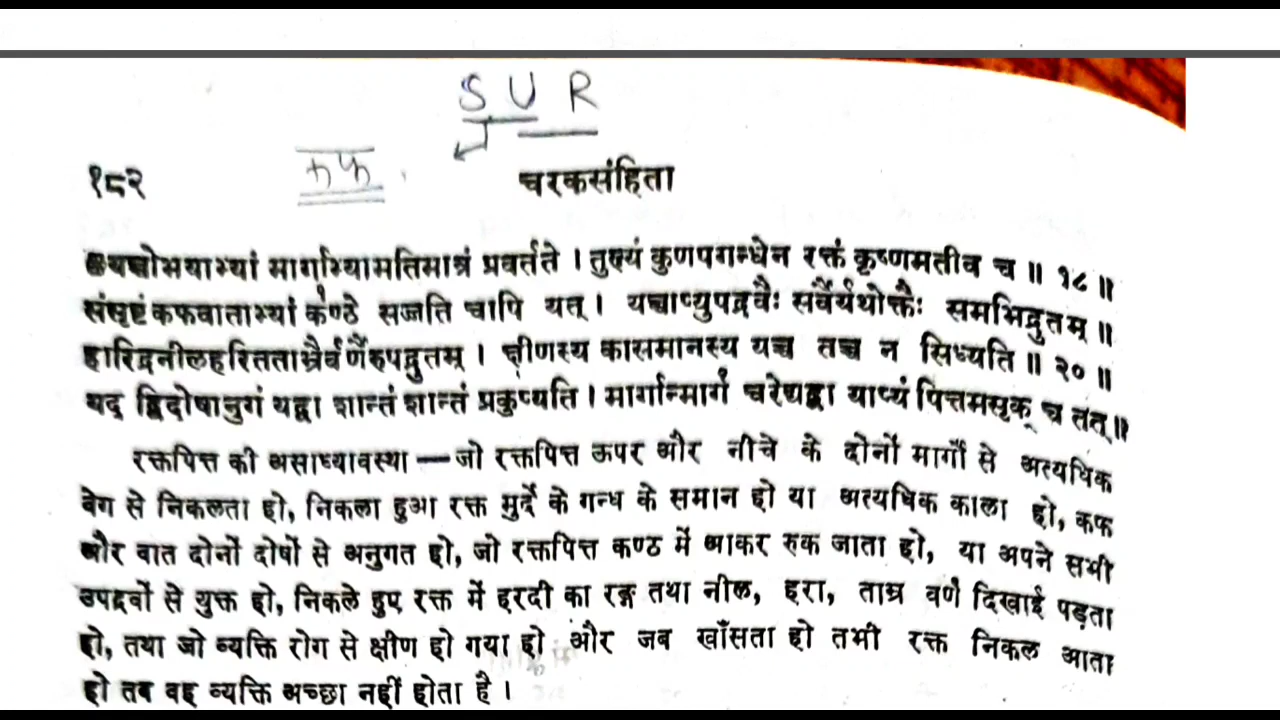 S U R
कफ
१८२ चरकसंहिता
मार्गाभ्यामतिमात्रं प्रवर्तते । तुल्यं कुणपगन्धेन रक्तं कृष्णमतीव च ॥ १८ ॥
संसृष्टं कफवाताभ्यां कण्ठे सज्जति चापि यत् । यच्चाप्युपद्रवैः सर्वैर्यथोक्तैः समभिद्रुतम् ॥
हारिद्रनीलहरितताम्रैर्वर्णैरुपद्रुतम् । क्षीणस्य कासमानस्य यच्च तच्च न सिध्यति ॥ २० ॥
यद् द्विदोषानुगं यद्वा शान्तं शान्तं प्रकुप्यति । मार्गान्मार्गं चरेद्यद्वा याप्यं पित्तमसृक् च तत् ॥
रक्तपित्त की असाध्यावस्था — जो रक्तपित्त ऊपर और नीचे के दोनों मार्गों से अत्यधिक
वेग से निकलता हो, निकला हुआ रक्त मुर्दे के गन्ध के समान हो या अत्यधिक काला हो, कफ
और वात दोनों दोषों से अनुगत हो, जो रक्तपित्त कण्ठ में आकर रुक जाता हो, या अपने सभी
उपद्रवों से युक्त हो, निकले हुए रक्त में हरदी का रङ्ग तथा नील, हरा, ताम्र वर्ण दिखाई पड़ता
हो, तथा जो व्यक्ति रोग से क्षीण हो गया हो और जब खाँसता हो तभी रक्त निकल आता
हो तब वह व्यक्ति अच्छा नहीं होता है ।